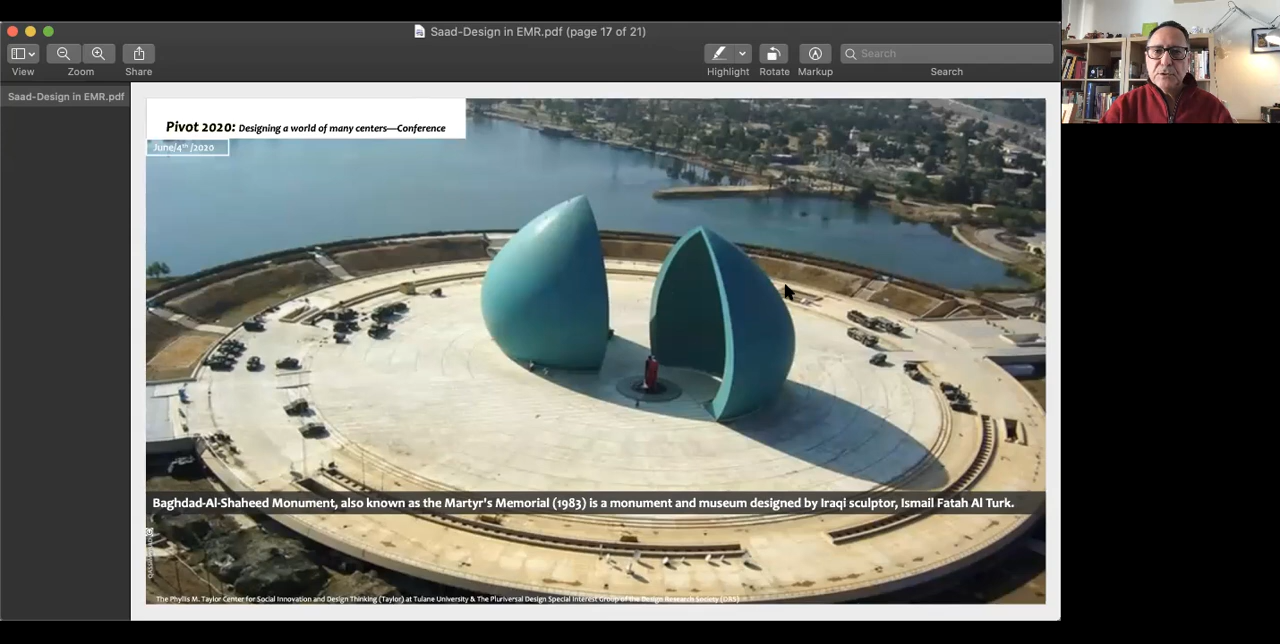 Saad-Design in EMR.pdf (page 17 of 21)
View Zoom Share Highlight Rotate Markup Search
Search
Saad-Design in EMR.pdf
Pivot 2020: Designing a world of many centers—Conference
June/4th /2020
Baghdad-Al-Shaheed Monument, also known as the Martyr's Memorial (1983) is a monument and museum designed by Iraqi sculptor, Ismail Fatah Al Turk.
The Phyllis M. Taylor Center for Social Innovation and Design Thinking (Taylor) at Tulane University & The Pluriversal Design Special Interest Group of the Design Research Society (DRS)